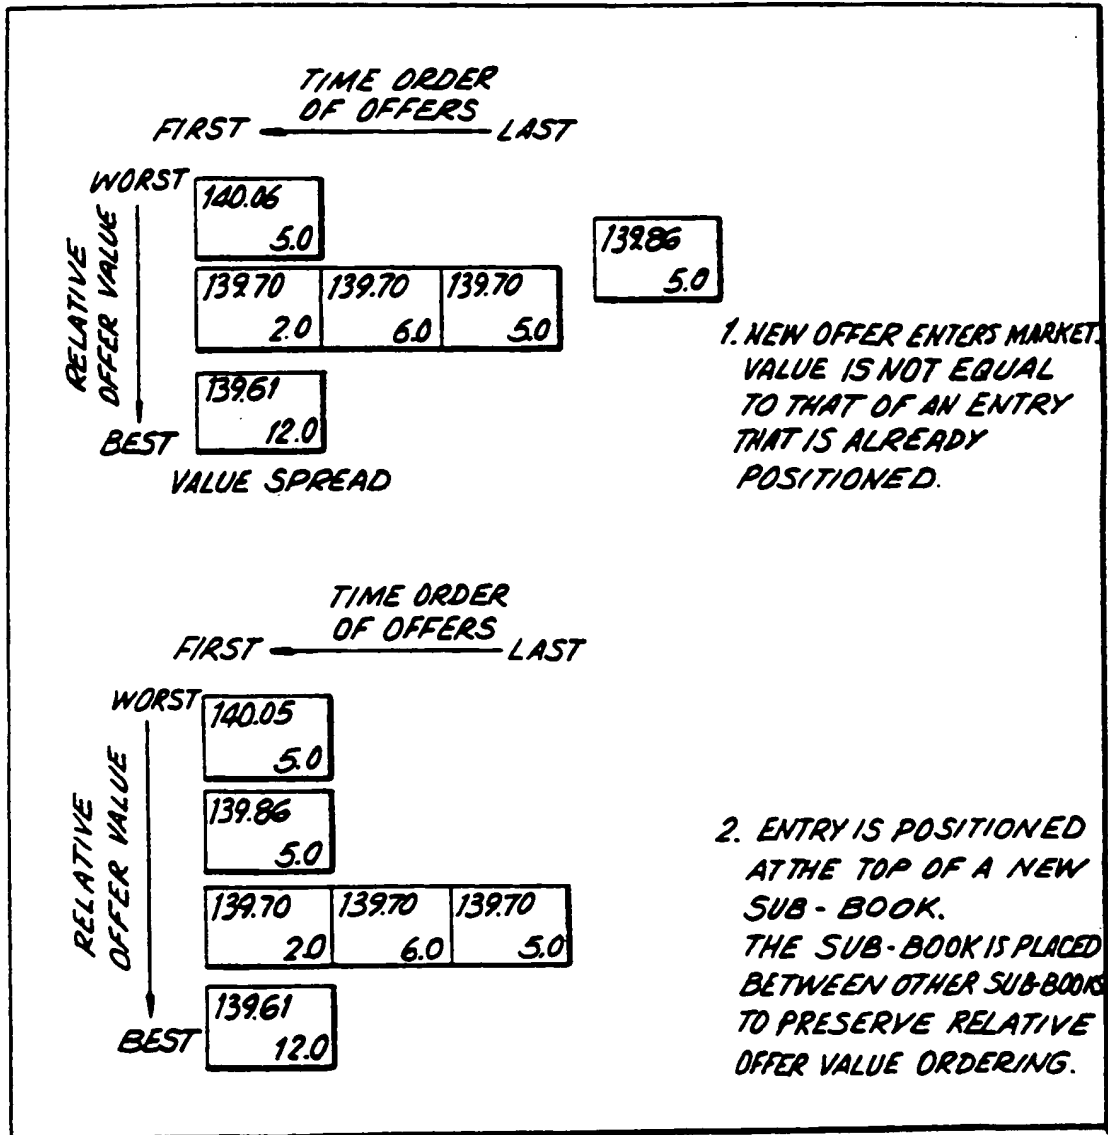 TIME ORDER
OF OFFERS
FIRST LAST
WORST
RELATIVE
OFFER VALUE
BEST
140.06
5.0
139.70 139.70 139.70
2.0 6.0 5.0
139.61
12.0
VALUE SPREAD
139.86
5.0
1. NEW OFFER ENTERS MARKET.
VALUE IS NOT EQUAL
TO THAT OF AN ENTRY
THAT IS ALREADY
POSITIONED.
TIME ORDER
OF OFFERS
FIRST LAST
WORST
RELATIVE
OFFER VALUE
BEST
140.05
5.0
139.86
5.0
139.70 139.70 139.70
2.0 6.0 5.0
139.61
12.0
2. ENTRY IS POSITIONED
AT THE TOP OF A NEW
SUB-BOOK.
THE SUB-BOOK IS PLACED
BETWEEN OTHER SUB-BOOKS
TO PRESERVE RELATIVE
OFFER VALUE ORDERING.